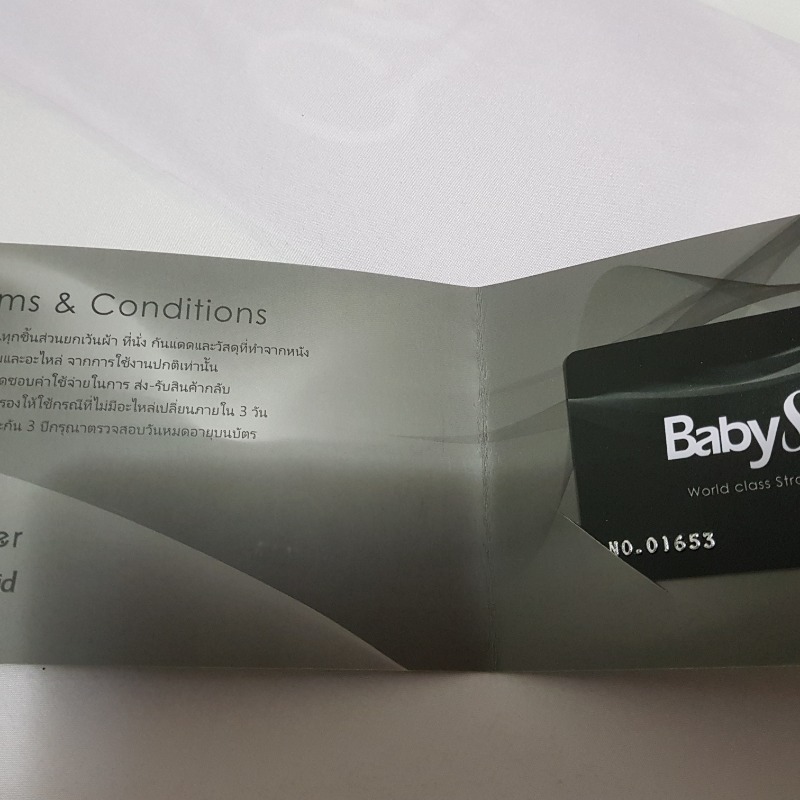 ms & Conditions
ทุกชิ้นส่วนยกเว้นผ้า ที่นั่ง กันแดดและวัสดุที่ทำจากหนัง
และอะไหล่ จากการใช้งานปกติเท่านั้น
ดชอบค่าใช้จ่ายในการ ส่ง-รับสินค้ากลับ
รองให้ใช้กรณีที่ไม่มีอะไหล่เปลี่ยนภายใน 3 วัน
กัน 3 ปีกรุณาตรวจสอบวันหมดอายุบนบัตร
er
id
Baby S
World class Stro
NO.01653